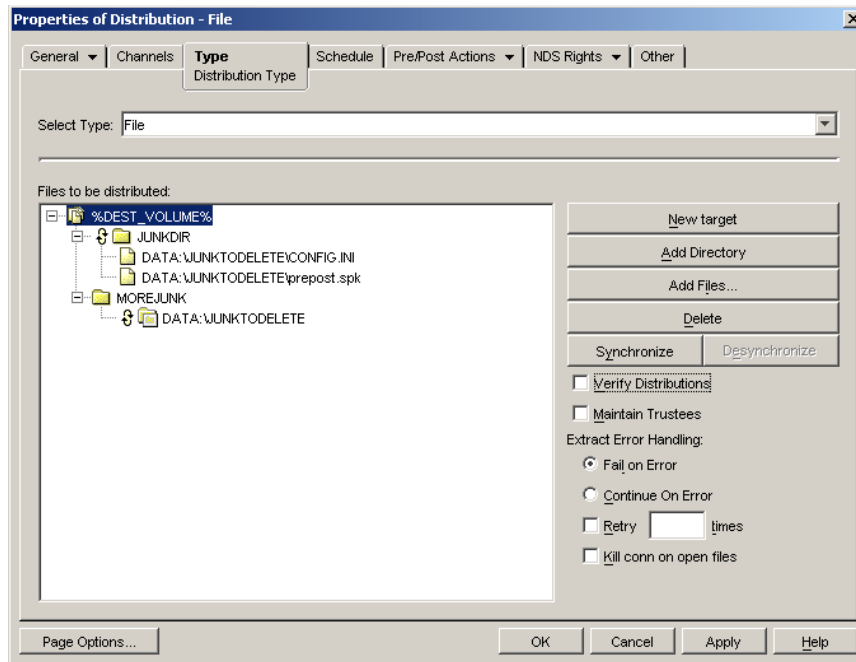 Properties of Distribution - File
General Channels Type Schedule Pre/Post Actions NDS Rights Other
Distribution Type
Select Type: File
Files to be distributed:
%DEST_VOLUME%
JUNKDIR
DATA:\JUNKTODELETE\CONFIG.INI
DATA:\JUNKTODELETE\prepost.spk
MOREJUNK
DATA:\JUNKTODELETE
New target
Add Directory
Add Files...
Delete
Synchronize Desynchronize
Verify Distributions
Maintain Trustees
Extract Error Handling:
Fail on Error
Continue On Error
Retry times
Kill conn on open files
Page Options... OK Cancel Apply Help